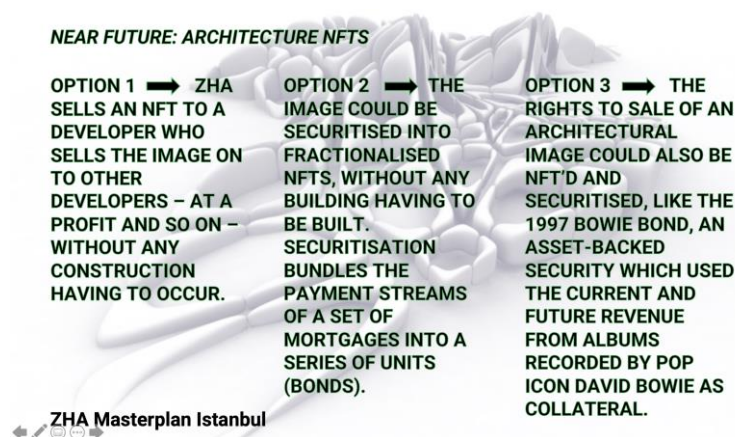 NEAR FUTURE: ARCHITECTURE NFTS
OPTION 1 ➡ ZHA
SELLS AN NFT TO A
DEVELOPER WHO
SELLS THE IMAGE ON
TO OTHER
DEVELOPERS – AT A
PROFIT AND SO ON –
WITHOUT ANY
CONSTRUCTION
HAVING TO OCCUR.
OPTION 2 ➡ THE
IMAGE COULD BE
SECURITISED INTO
FRACTIONALISED
NFTS, WITHOUT ANY
BUILDING HAVING TO
BE BUILT.
SECURITISATION
BUNDLES THE
PAYMENT STREAMS
OF A SET OF
MORTGAGES INTO A
SERIES OF UNITS
(BONDS).
OPTION 3 ➡ THE
RIGHTS TO SALE OF AN
ARCHITECTURAL
IMAGE COULD ALSO BE
NFT'D AND
SECURITISED, LIKE THE
1997 BOWIE BOND, AN
ASSET-BACKED
SECURITY WHICH USED
THE CURRENT AND
FUTURE REVENUE
FROM ALBUMS
RECORDED BY POP
ICON DAVID BOWIE AS
COLLATERAL.
ZHA Masterplan Istanbul